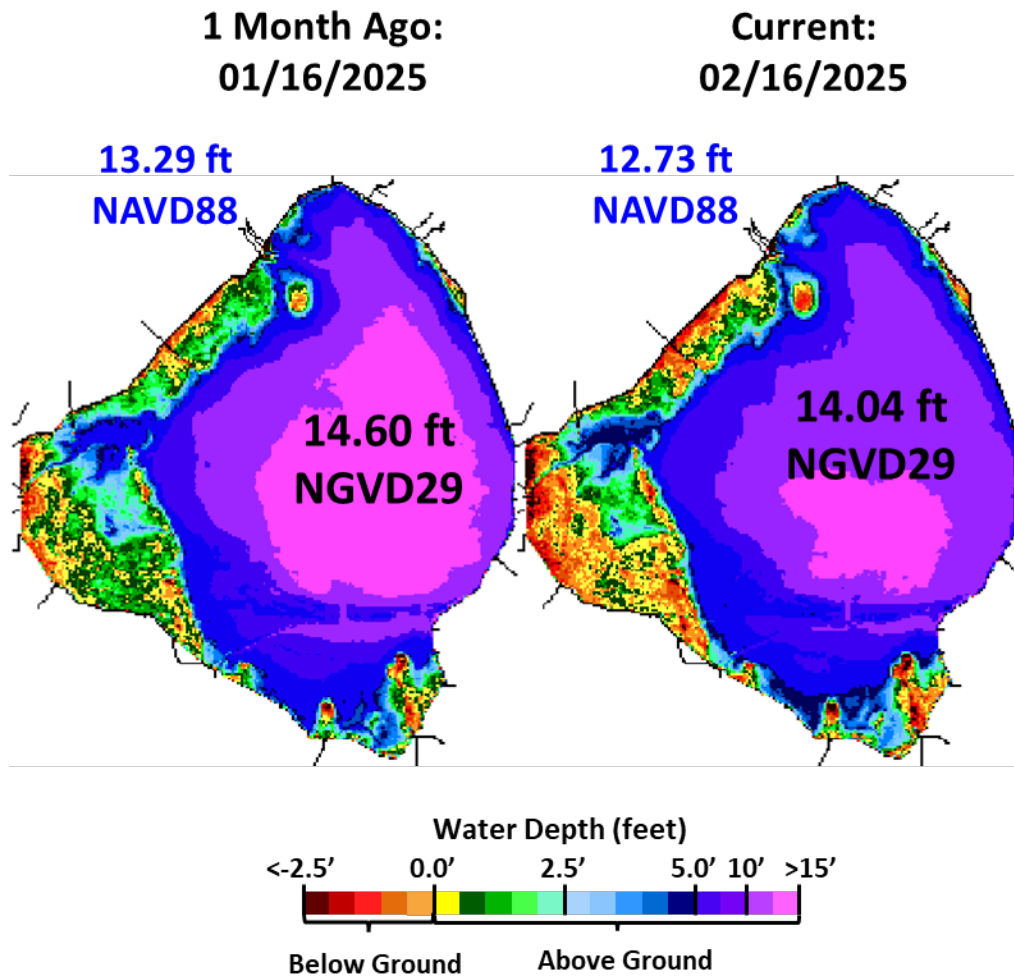 1 Month Ago:
01/16/2025
Current:
02/16/2025
13.29 ft
NAVD88
12.73 ft
NAVD88
14.60 ft
NGVD29
14.04 ft
NGVD29
Water Depth (feet)
<-2.5’ 0.0’ 2.5’ 5.0’ 10’ >15’
Below Ground Above Ground